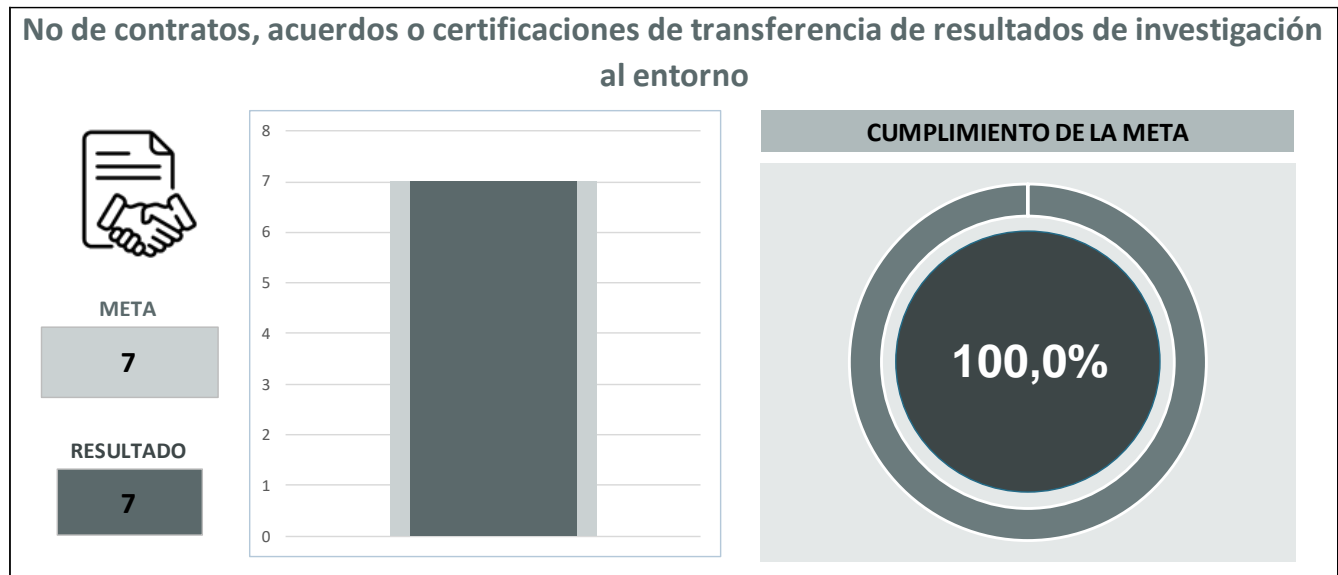 No de contratos, acuerdos o certificaciones de transferencia de resultados de investigación
al entorno
META
7
RESULTADO
7
8
7
6
5
4
3
2
1
0
CUMPLIMIENTO DE LA META
100,0%